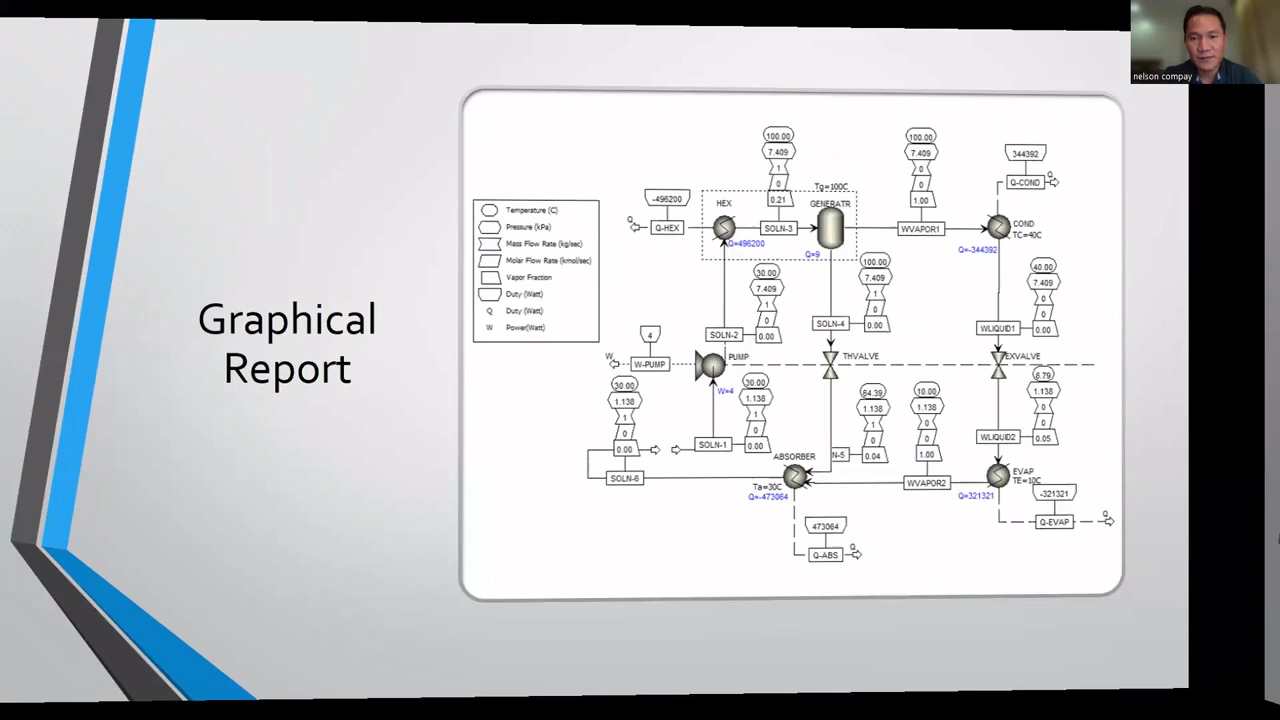 nelson compay
Graphical
Report
Temperature (C)
Pressure (kPa)
Mass Flow Rate (kg/sec)
Molar Flow Rate (kmol/sec)
Vapor Fraction
Duty (Watt)
Q Duty (Watt)
W Power(Watt)
-496200
Q
Q-HEX
HEX
Q=496200
100.00
7.409
1
0
0.21
SOLN-3
Tg=100C
GENERATR
Q=9
100.00
7.409
0
0
1.00
WVAPOR1
344392
Q
Q-COND
COND
TC=40C
Q=-344392
30.00
7.409
1
0
0.00
SOLN-2
100.00
7.409
1
0
0.00
SOLN-4
40.00
7.409
0
0
0.00
WLIQUID1
4
W
W-PUMP
PUMP
W=4
THVALVE
EXVALVE
30.00
1.138
1
0
0.00
SOLN-6
30.00
1.138
1
0
0.00
SOLN-1
64.39
1.138
1
0
0.04
N-5
10.00
1.138
0
0
1.00
WVAPOR2
8.79
1.138
0
0
0.05
WLIQUID2
ABSORBER
Ta=30C
Q=-473064
473064
Q-ABS
Q
EVAP
TE=10C
Q=321321
-321321
Q-EVAP
Q